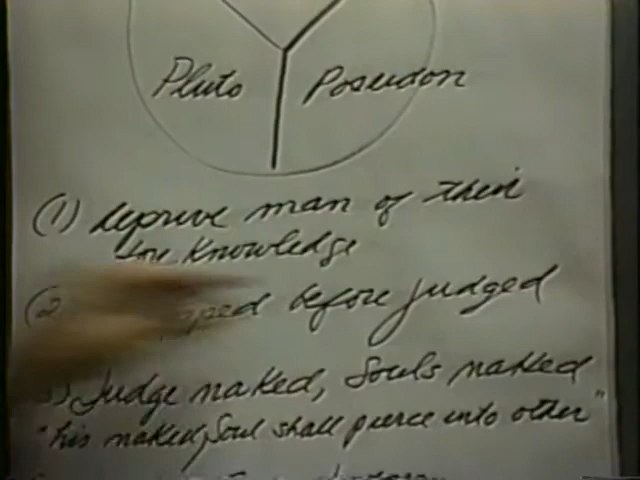 Pluto Poseidon
(1) deprive man of their
fore Knowledge
(2 before judged
) Judge naked, Souls naked
"his naked, Soul shall pierce into other"